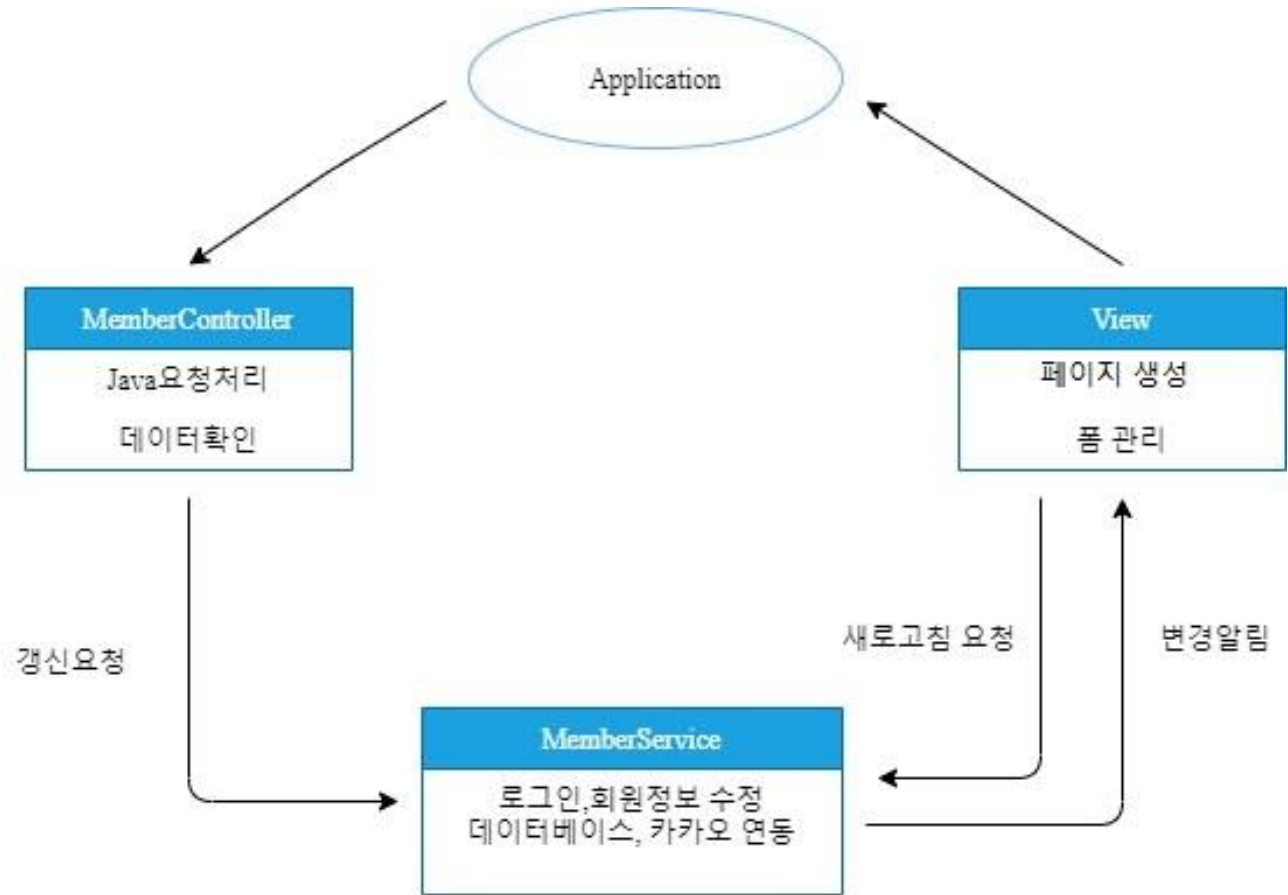 Application
MemberController
Java요청처리
데이터확인
View
페이지 생성
폼 관리
갱신요청
새로고침 요청
변경알림
MemberService
로그인,회원정보 수정
데이터베이스, 카카오 연동